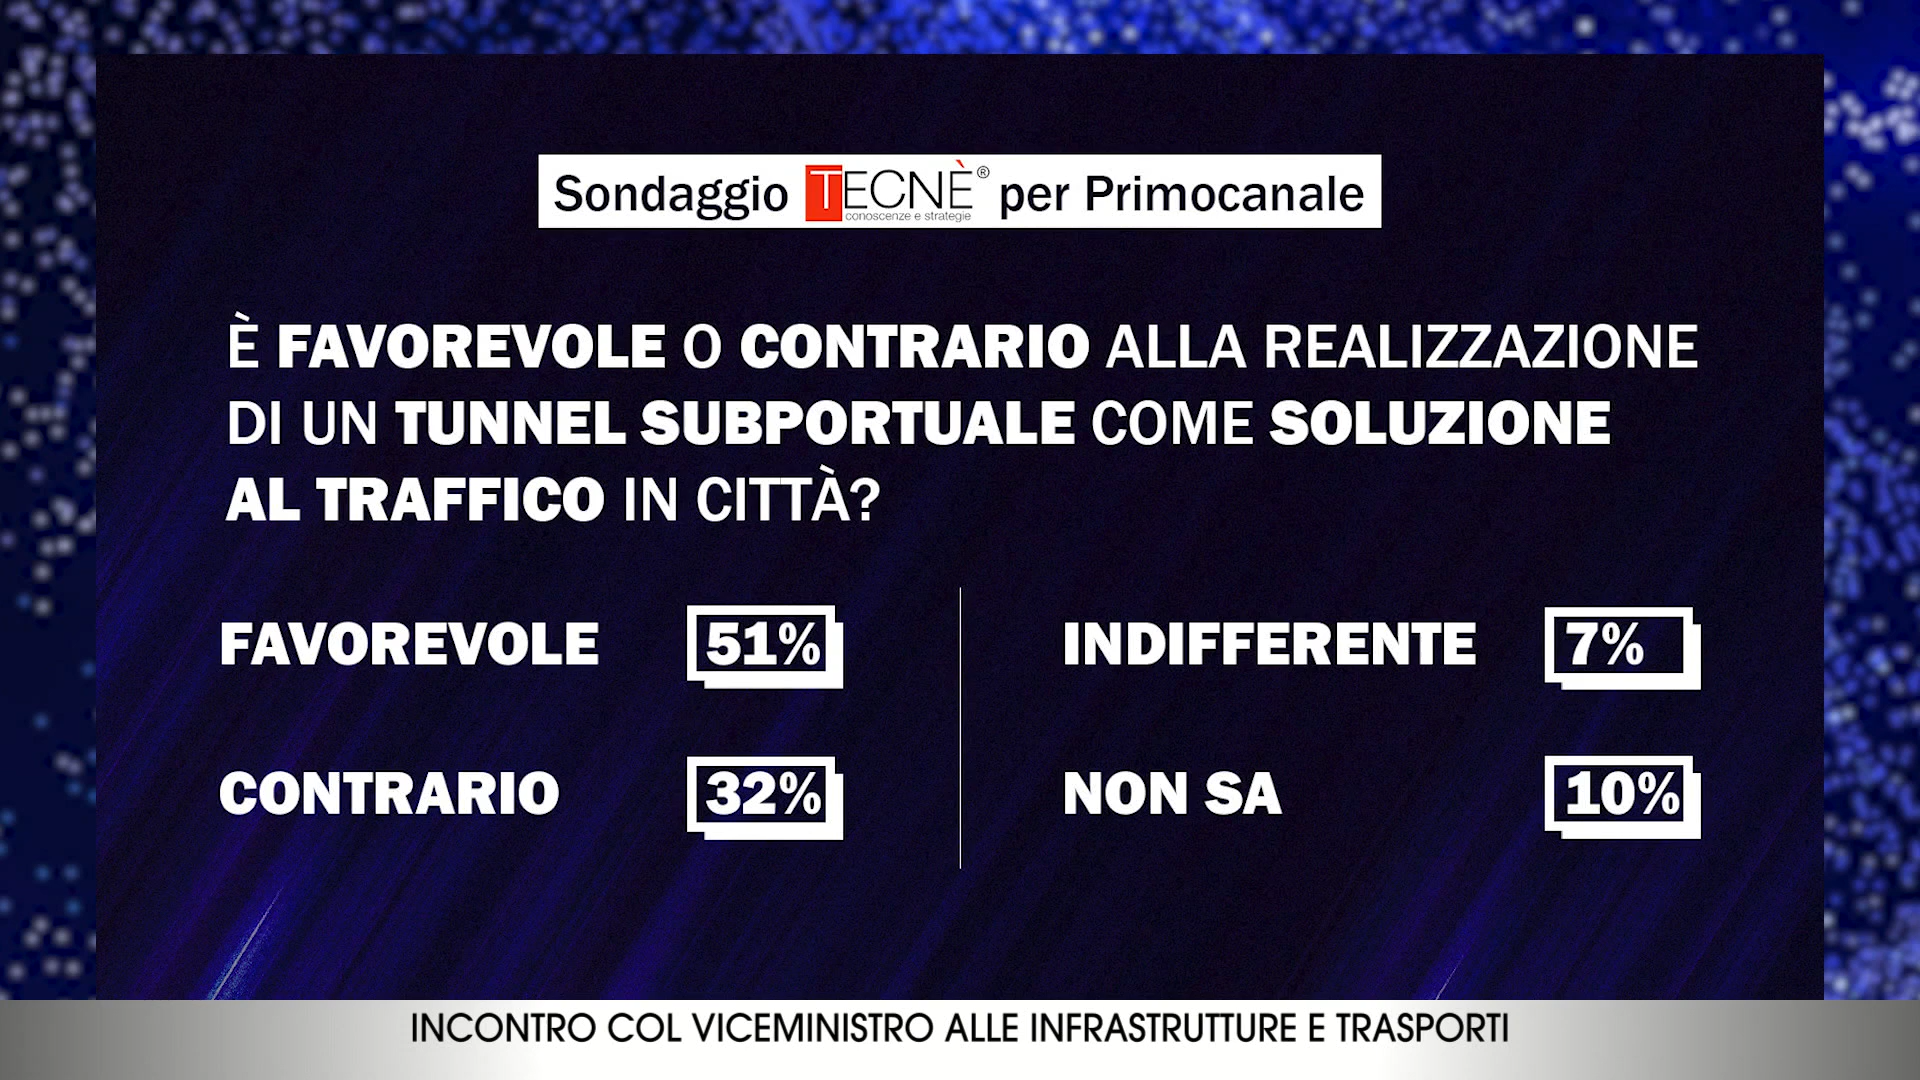 Sondaggio TECNÈ® per Primocanale
conoscenze e strategie
È FAVOREVOLE O CONTRARIO ALLA REALIZZAZIONE
DI UN TUNNEL SUBPORTUALE COME SOLUZIONE
AL TRAFFICO IN CITTÀ?
FAVOREVOLE 51%
CONTRARIO 32%
INDIFFERENTE 7%
NON SA 10%
INCONTRO COL VICEMINISTRO ALLE INFRASTRUTTURE E TRASPORTI